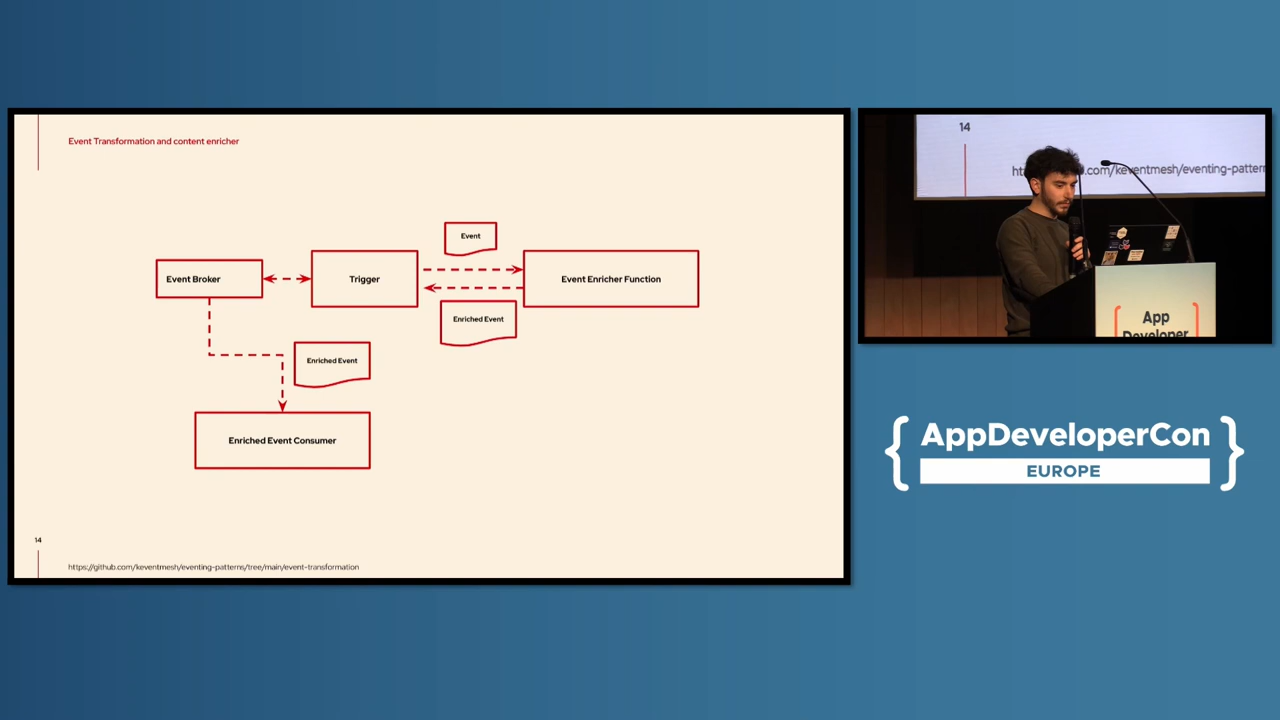 Event Transformation and content enricher
Event
Event Broker
Trigger
Event Enricher Function
Enriched Event
Enriched Event
Enriched Event Consumer
14
https://github.com/keventmesh/eventing-patterns/tree/main/event-transformation
14
.com/keventmesh/eventing-pattern
App
Developer
AppDeveloperCon
EUROPE